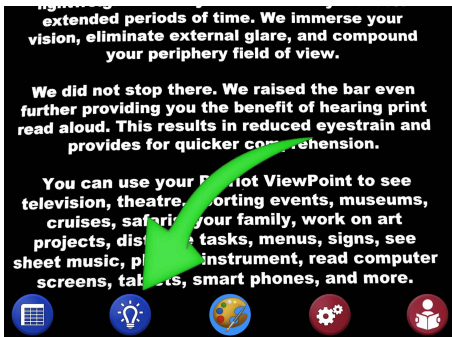 extended periods of time. We immerse your
vision, eliminate external glare, and compound
your periphery field of view.
We did not stop there. We raised the bar even
further providing you the benefit of hearing print
read aloud. This results in reduced eyestrain and
provides for quicker comprehension.
You can use your ViewPoint to see
television, theatre, sporting events, museums,
cruises, safaris, your family, work on art
projects, tasks, menus, signs, see
sheet music, instrument, read computer
screens, tablets, smart phones, and more.